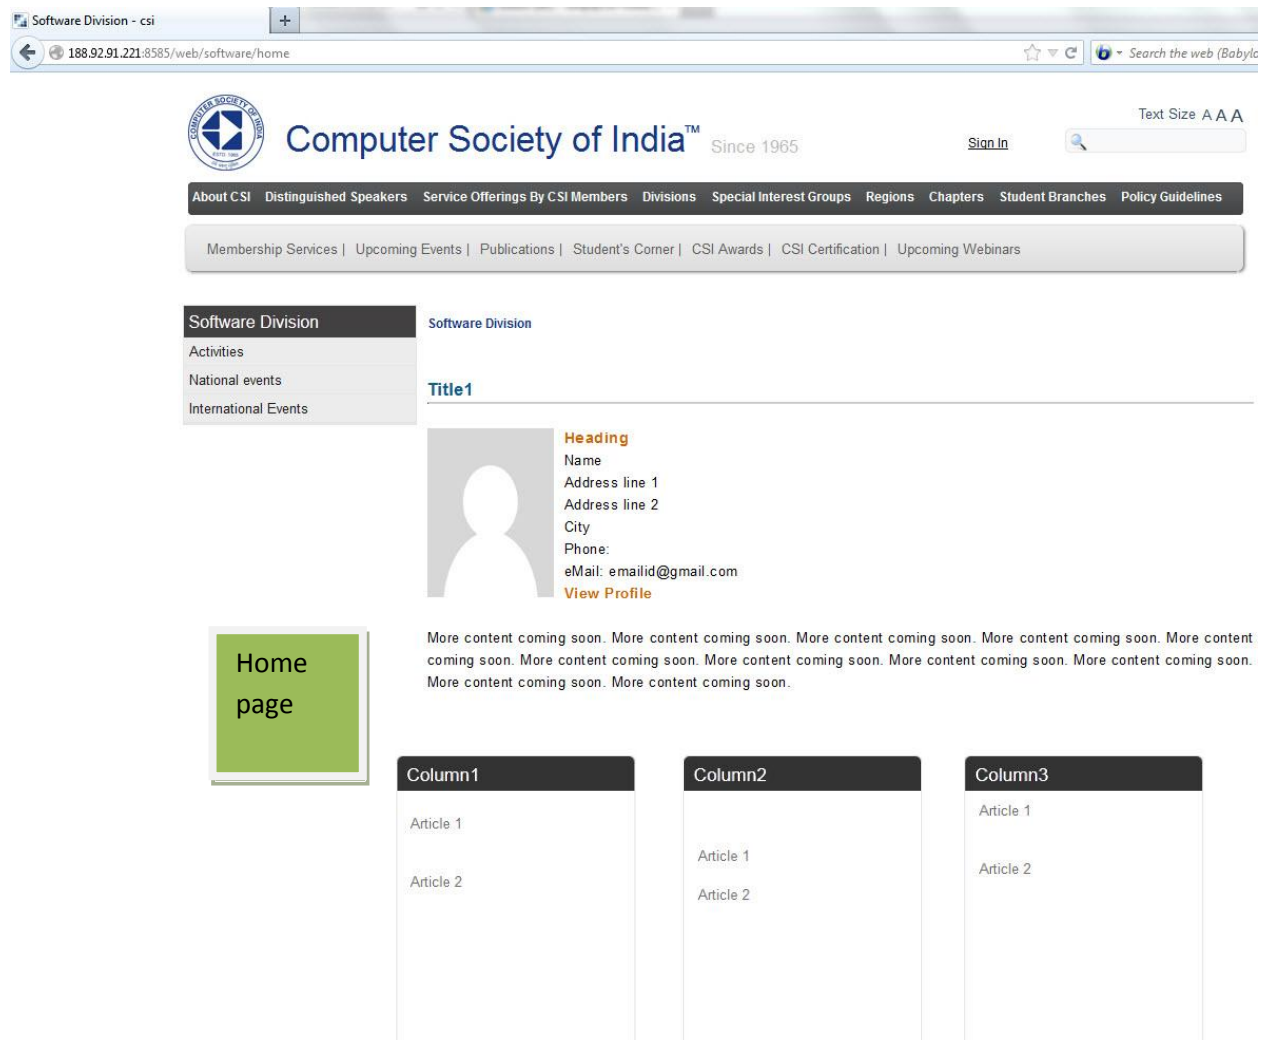 Software Division - csi
188.92.91.221:8585/web/software/home
Search the web (Babylo
Computer Society of India™ Since 1965
Text Size A A A
Sign In
About CSI Distinguished Speakers Service Offerings By CSI Members Divisions Special Interest Groups Regions Chapters Student Branches Policy Guidelines
Membership Services | Upcoming Events | Publications | Student's Corner | CSI Awards | CSI Certification | Upcoming Webinars
Software Division
Activities
National events
International Events
Software Division
Title1
Heading
Name
Address line 1
Address line 2
City
Phone:
eMail: emailid@gmail.com
View Profile
More content coming soon. More content coming soon. More content coming soon. More content coming soon. More content
coming soon. More content coming soon. More content coming soon. More content coming soon. More content coming soon.
More content coming soon. More content coming soon.
Home
page
Column1
Article 1
Article 2
Column2
Article 1
Article 2
Column3
Article 1
Article 2